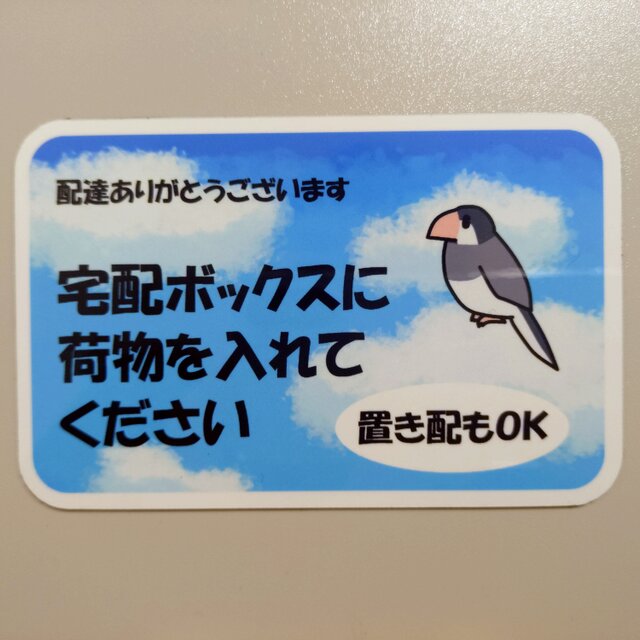 配達ありがとうございます
宅配ボックスに
荷物を入れて
ください
置き配もOK